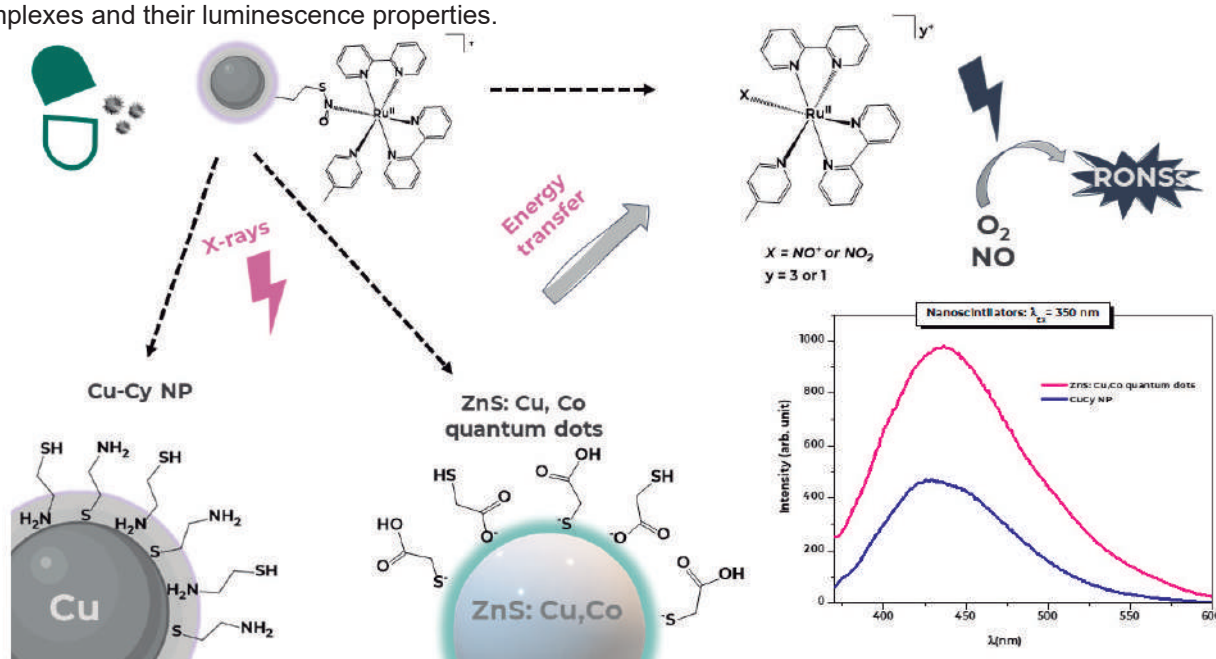 mplexes and their luminescence properties.
S
N
O
Ru^II
N
N
N
N
N
y+
X
Ru^II
N
N
N
N
N
RONSs
O₂
NO
X = NO⁺ or NO₂
y = 3 or 1
X-rays
Energy
transfer
Cu-Cy NP
SH
NH₂
SH
H₂N
S
H₂N
NH₂
S
H₂N
SH
S
NH₂
Cu
ZnS: Cu, Co
quantum dots
HS
O
O⁻
OH
O
⁻S
SH
⁻O
O
HO
O
S⁻
O
OH
⁻S
ZnS: Cu,Co
Nanoscintillators: λex= 350 nm
ZnS: Cu,Co quantum dots
CuCy NP
Intensity (arb. unit)
1000
800
600
400
200
0
400
450
500
550
600
λ(nm)